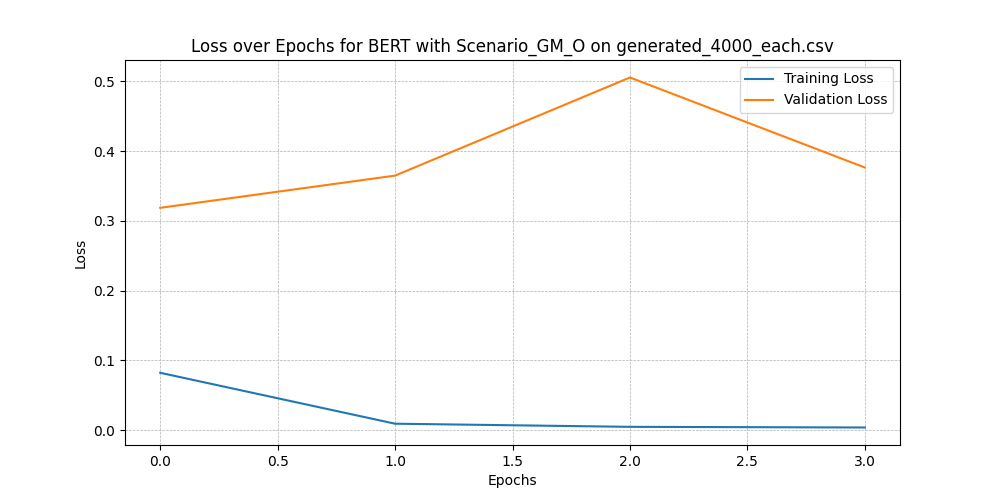 Loss over Epochs for BERT with Scenario_GM_O on generated_4000_each.csv
Training Loss
Validation Loss
0.5
0.4
0.3
0.2
0.1
0.0
Loss
0.0 0.5 1.0 1.5 2.0 2.5 3.0
Epochs